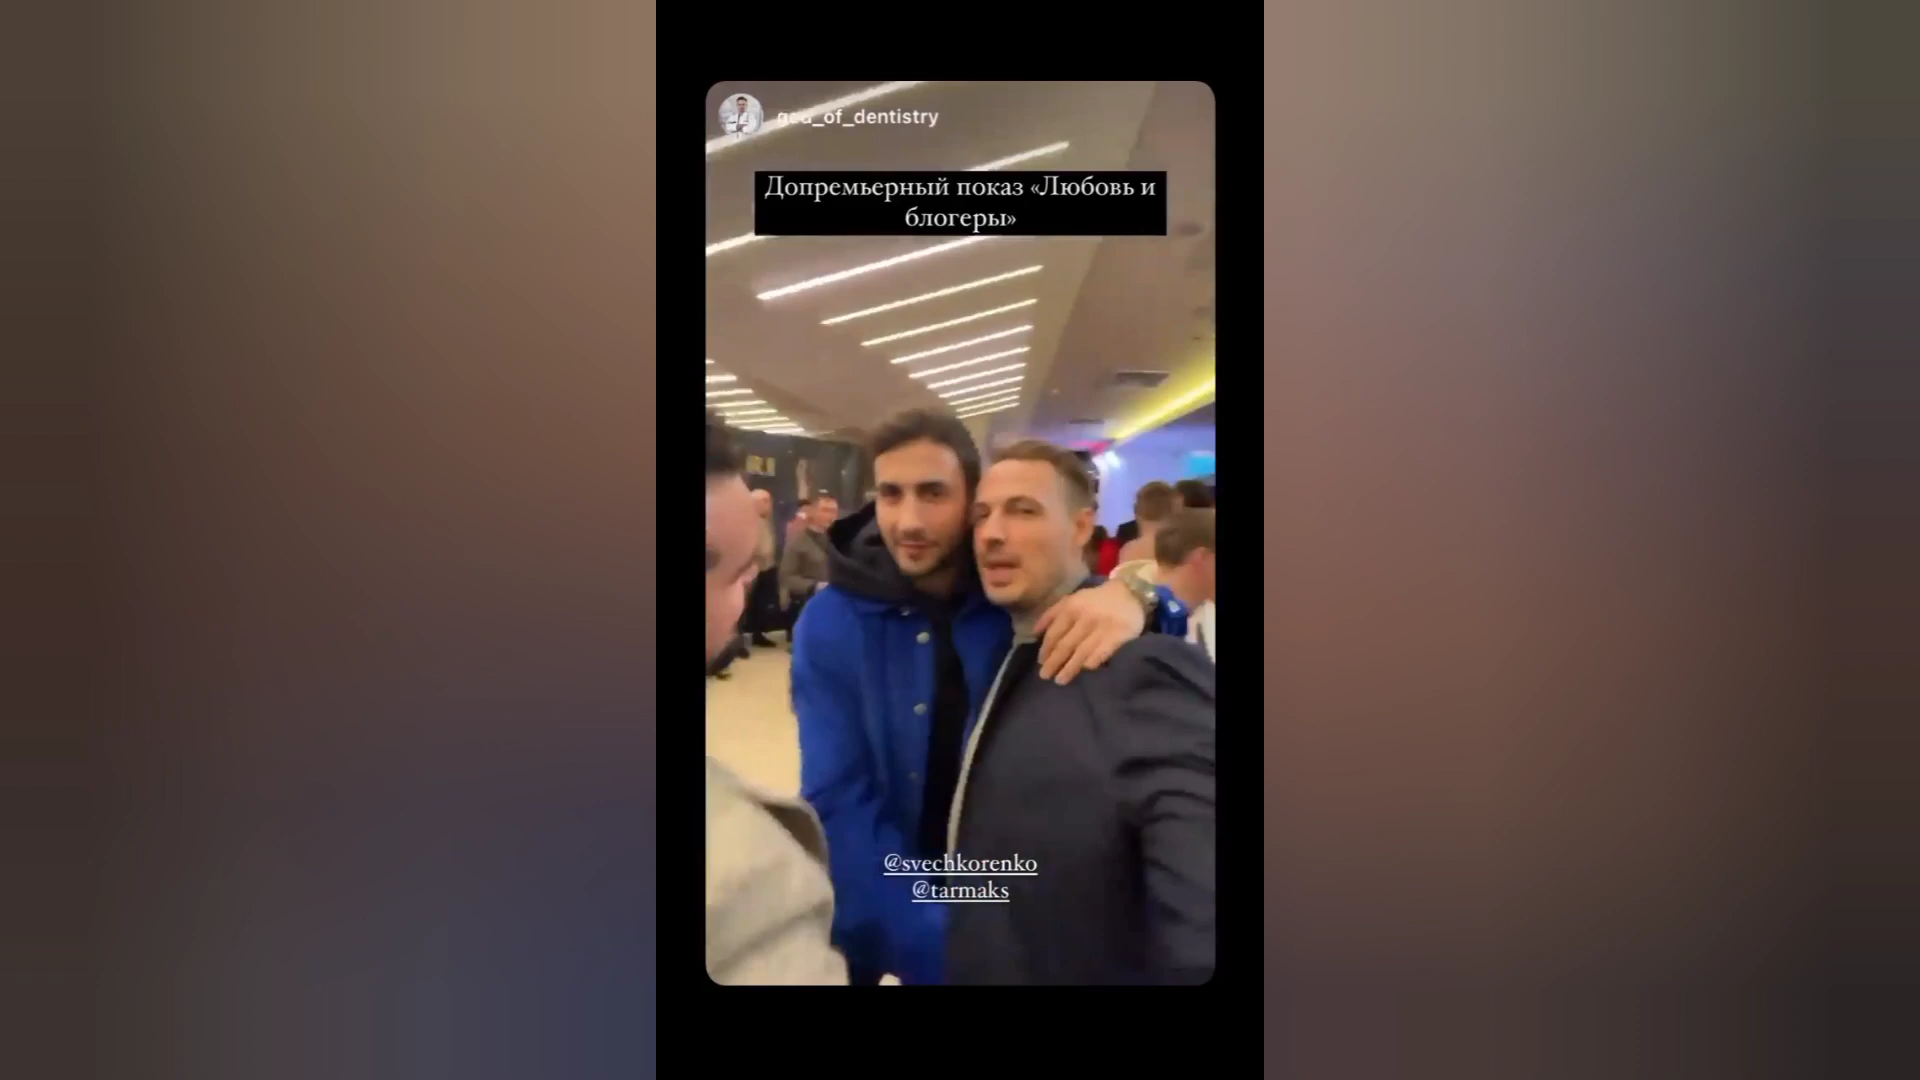 god_of_dentistry
Допремьерный показ «Любовь и
блогеры»
@svechkorenko
@tarmaks